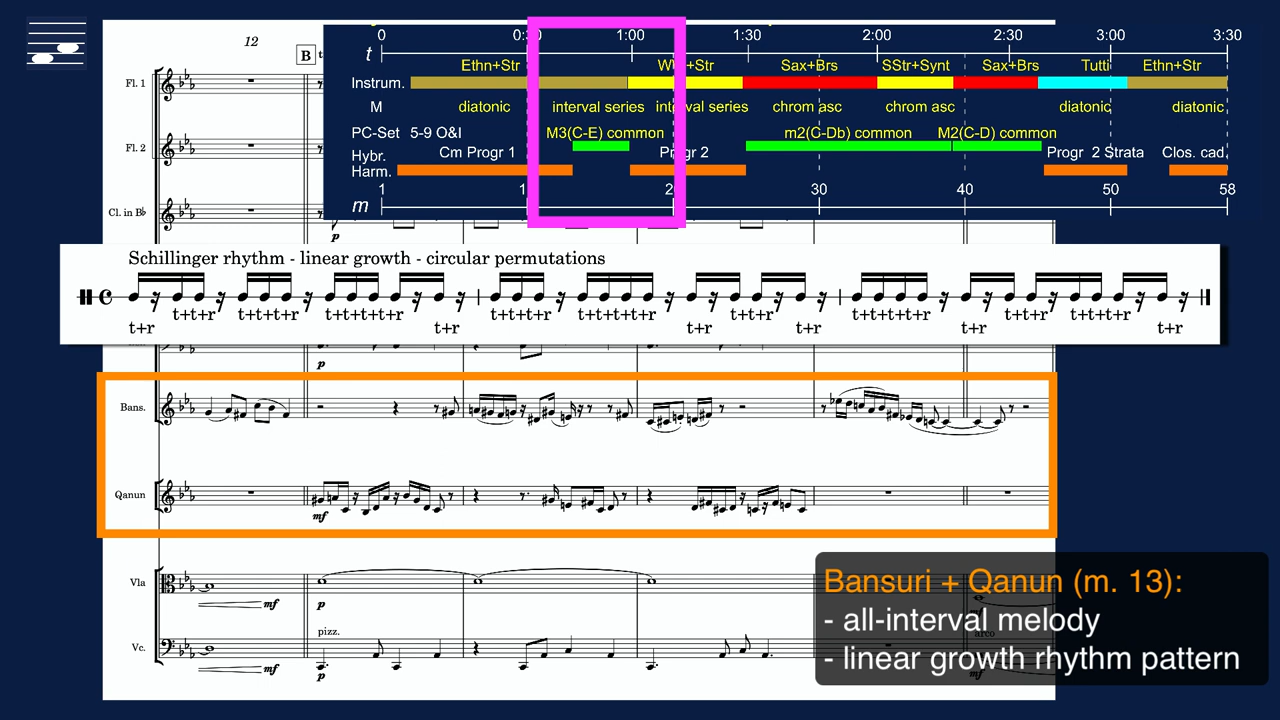 12
B t
Fl. 1
Fl. 2
Cl. in B♭
t 0 0:30 1:00 1:30 2:00 2:30 3:00 3:30
Ethn+Str Sax+Brs SStr+Synt Sax+Brs Tutti Ethn+Str
Instrum.
M diatonic interval series interval series chrom asc chrom asc diatonic diatonic
PC-Set 5-9 O&I M3(C-E) common m2(C-Db) common M2(C-D) common
Hybr. Cm Progr 1 Progr 2 Progr 2 Strata Clos. cad.
Harm.
m 1 30 40 50 58
p
Schillinger rhythm - linear growth - circular permutations
t+t+r t+t+t+r t+t+t+t+r t+t+t+r t+t+t+t+r t+t+r t+t+t+t+r t+t+r t+t+t+r
t+r t+r t+r t+r t+r t+r
p
Bans.
Qanun
mf
Vla
mf p
pizz.
arco
Vc.
mf p
Bansuri + Qanun (m. 13):
- all-interval melody
- linear growth rhythm pattern